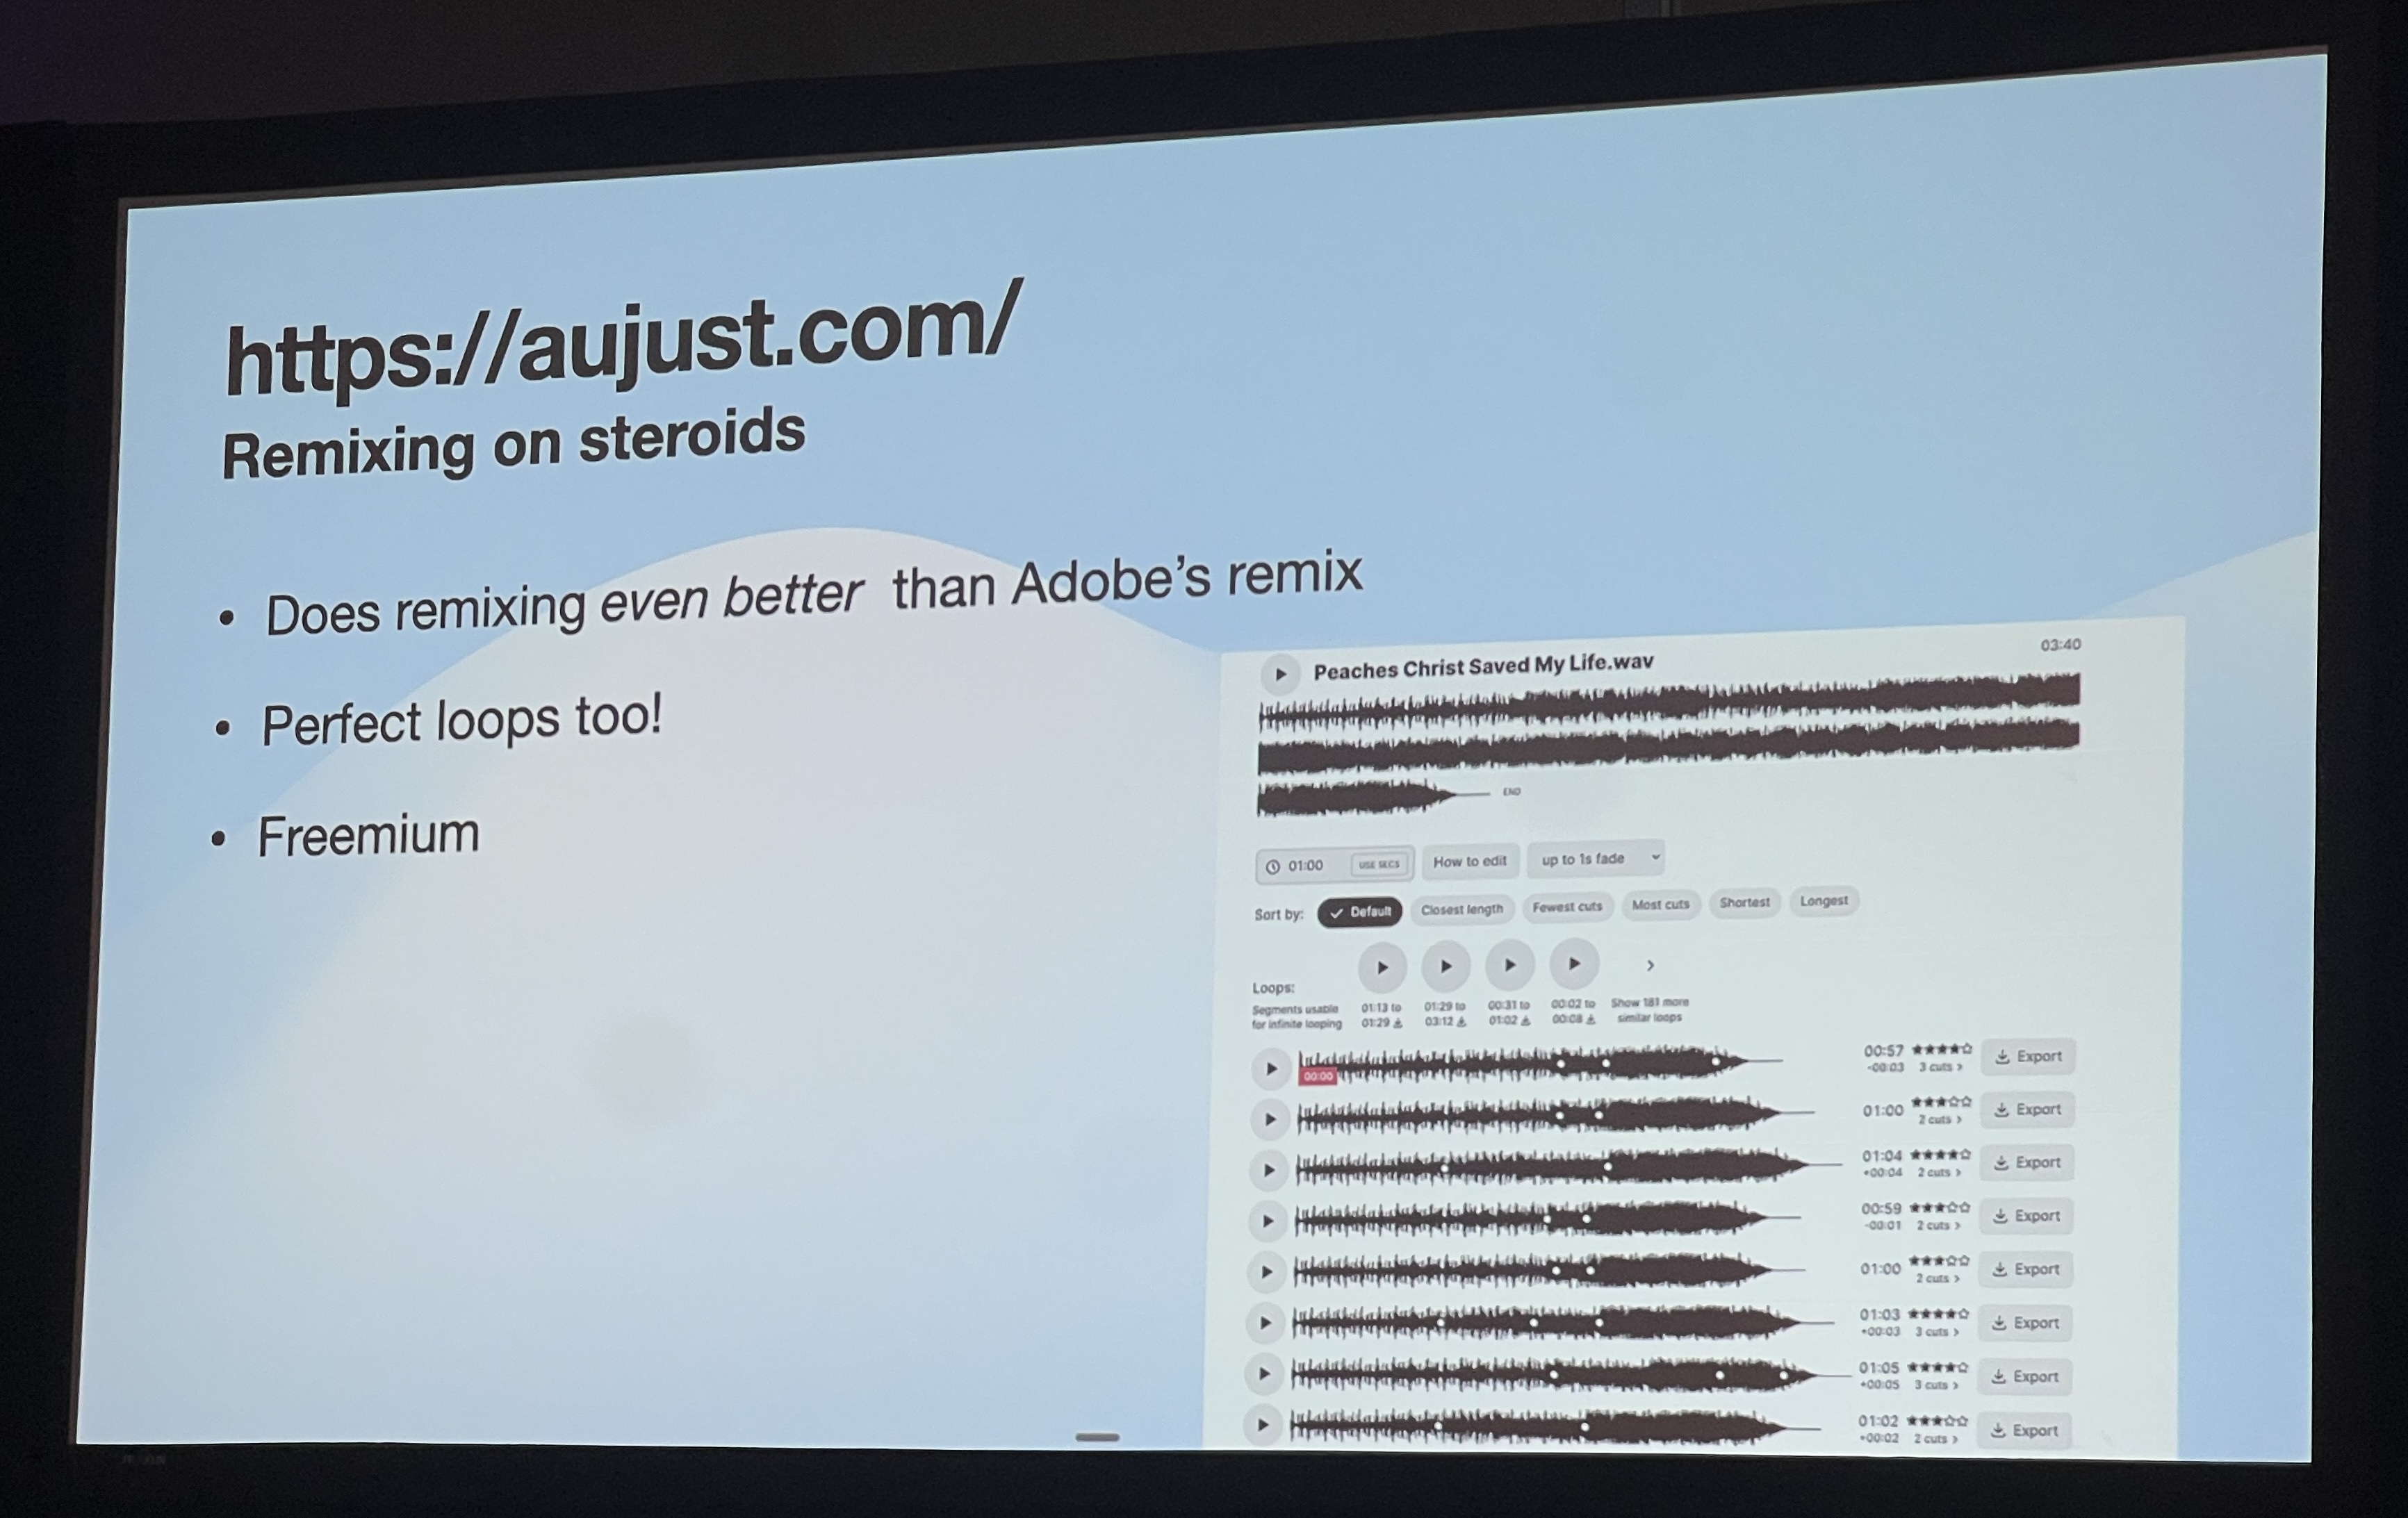 https://aujust.com/
Remixing on steroids
• Does remixing even better than Adobe's remix
• Perfect loops too!
• Freemium
Peaches Christ Saved My Life.wav
03:40
END
01:00 USE SECS How to edit up to 1s fade
Sort by: Default Closest length Fewest cuts Most cuts Shortest Longest
Loops:
Segments usable
for infinite looping
01:13 to
01:29
01:29 to
03:12
00:31 to
01:02
00:02 to
00:08
Show 181 more
similar loops
00:00
00:57
-00:03 3 cuts >
Export
01:00
2 cuts >
Export
01:04
+00:04 2 cuts >
Export
00:59
-00:01 2 cuts >
Export
01:00
2 cuts >
Export
01:03
+00:03 3 cuts >
Export
01:05
+00:05 3 cuts >
Export
01:02
+00:02 2 cuts >
Export